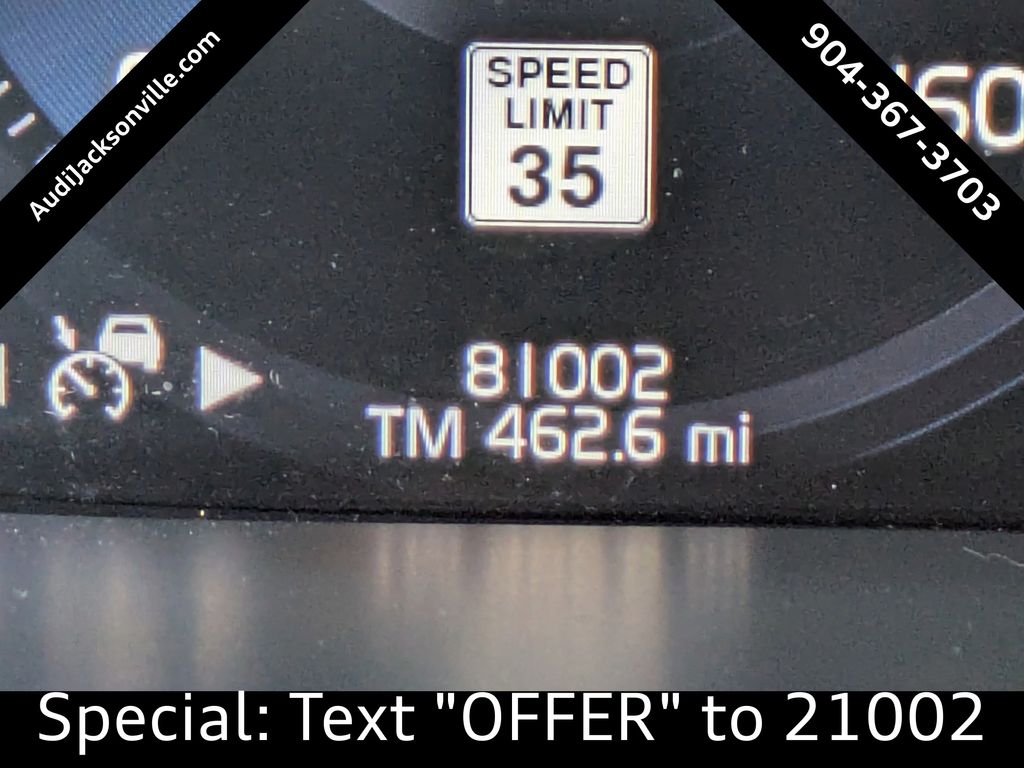 AudiJacksonville.com
904-367-3703
SPEED
LIMIT
35
81002
TM 462.6 mi
Special: Text "OFFER" to 21002